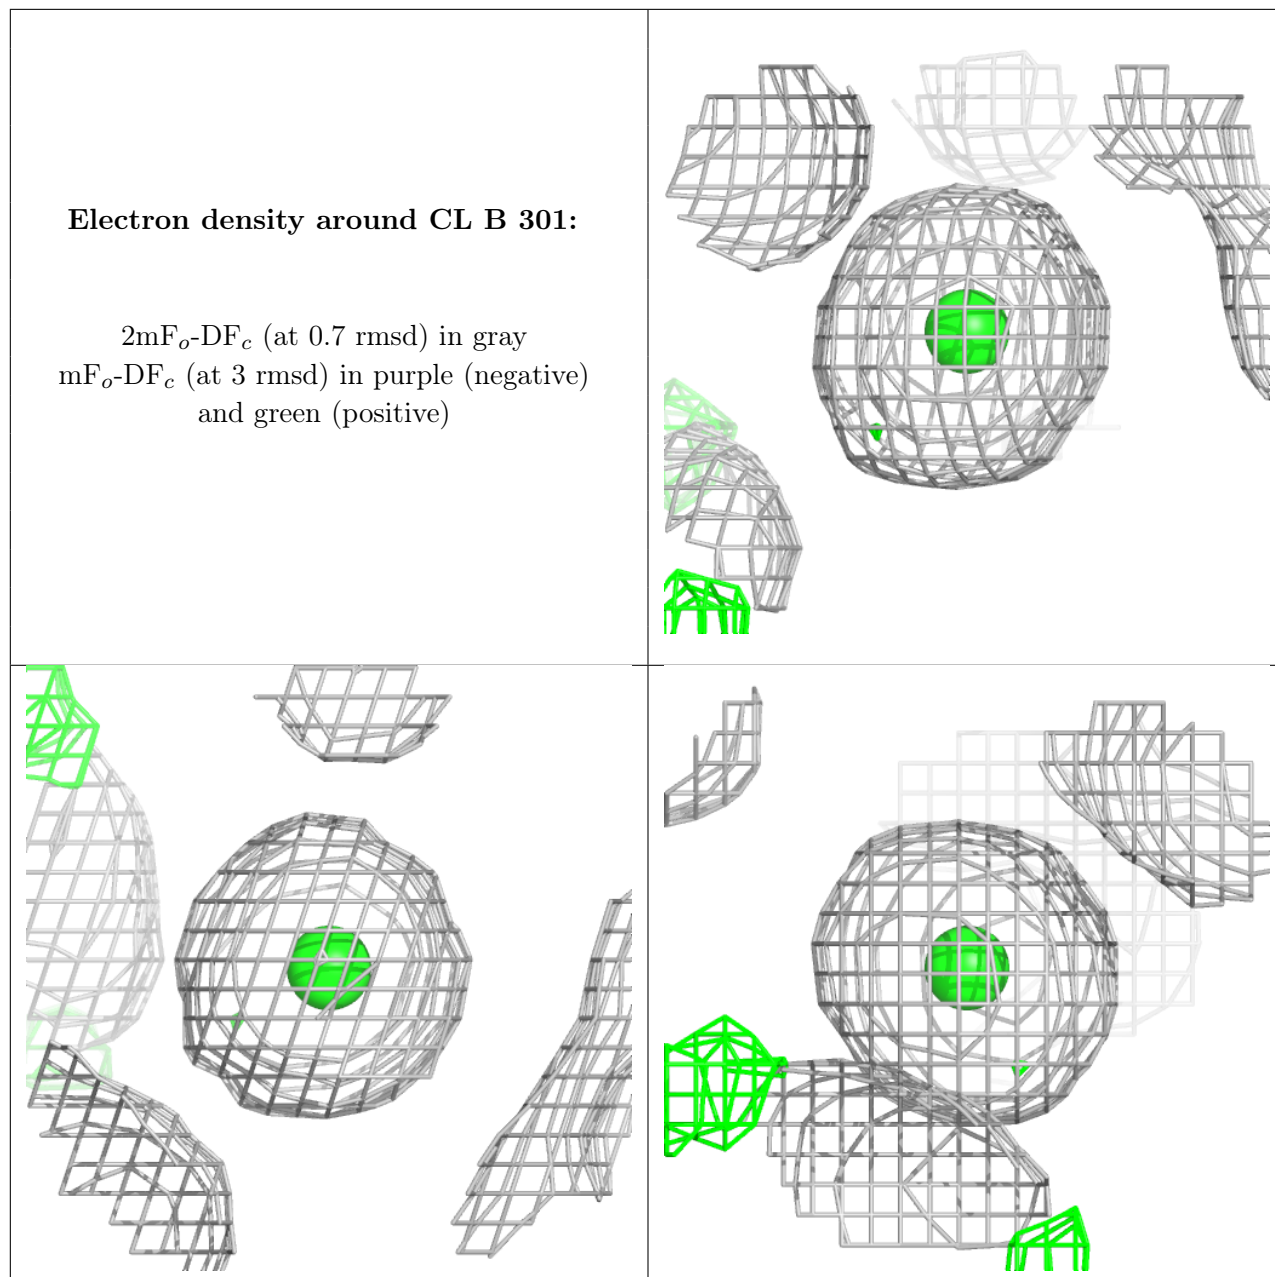 Electron density around CL B 301:
2mFo-DFc (at 0.7 rmsd) in gray
mFo-DFc (at 3 rmsd) in purple (negative)
and green (positive)